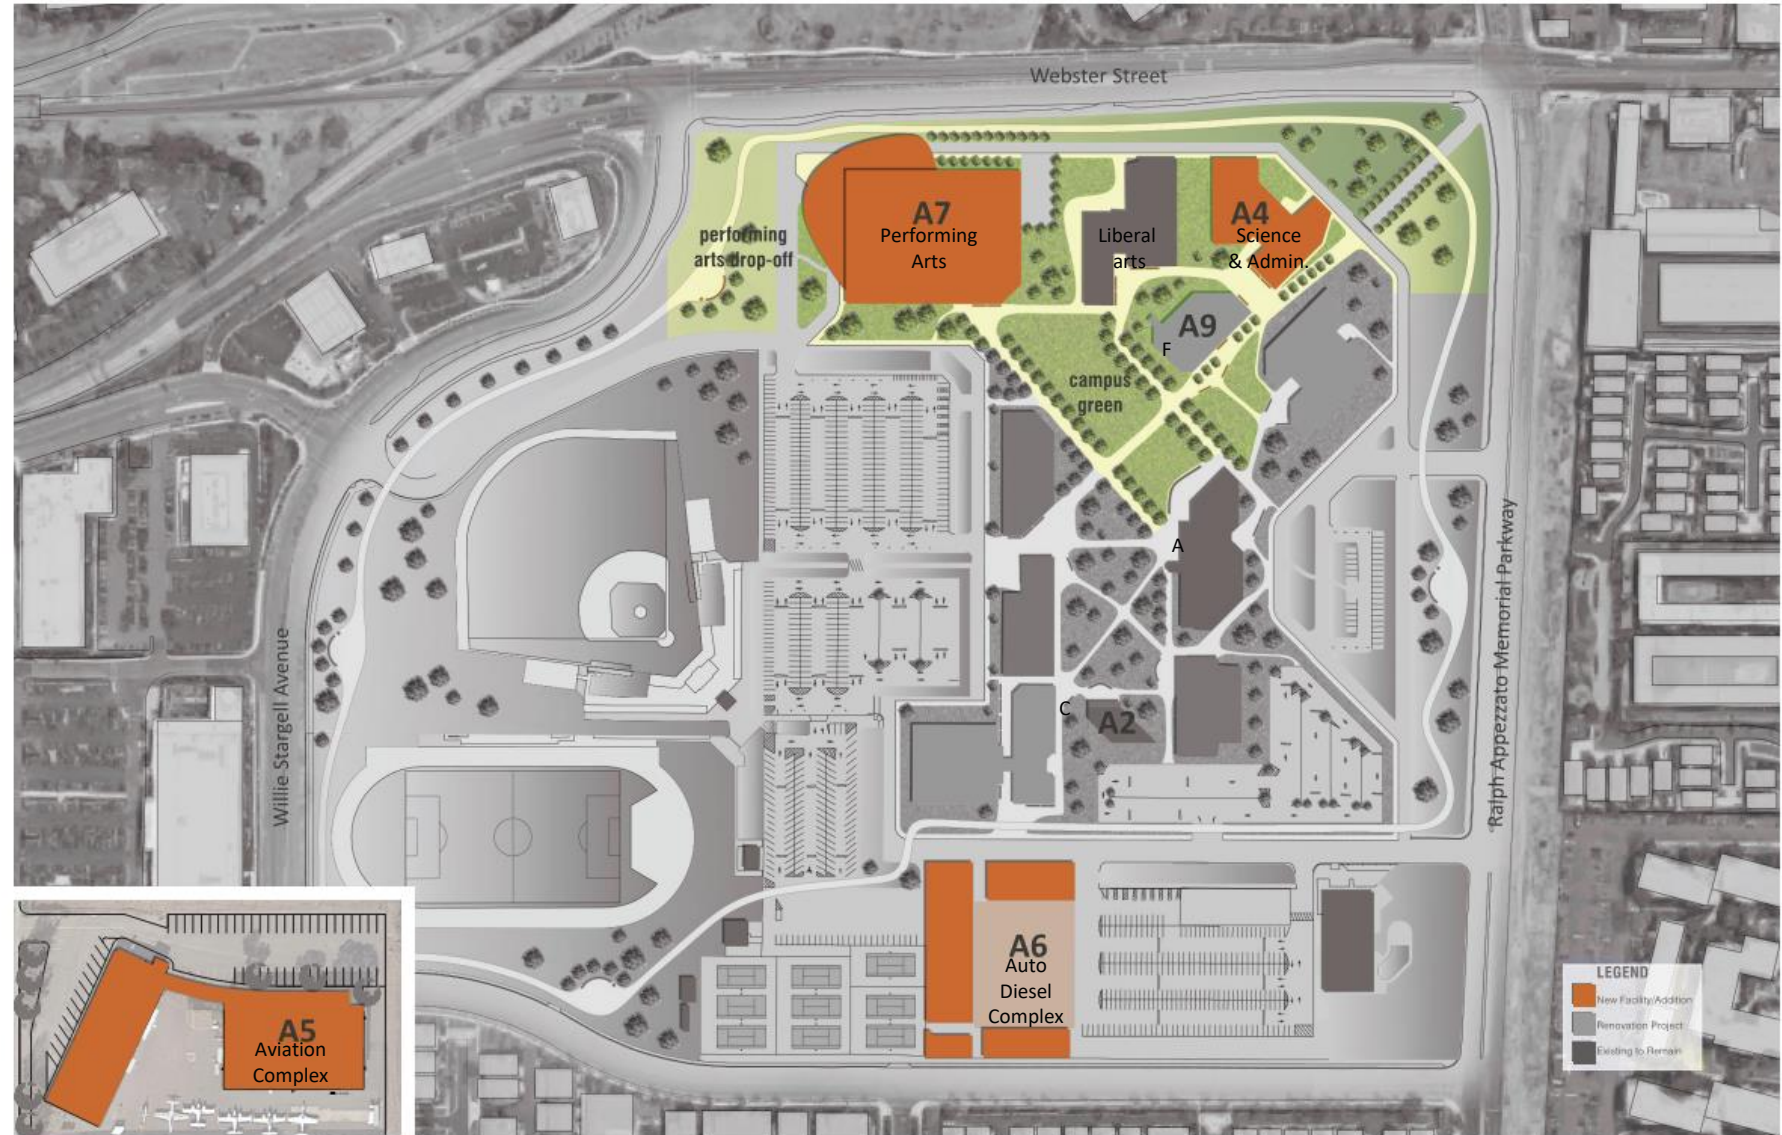 Webster Street
A7
Performing
Arts
performing
arts drop-off
Liberal
arts
A4
Science
& Admin.
A9
F
campus
green
A
C
A2
Willie Stargell Avenue
Ralph Appezzato Memorial Parkway
A6
Auto
Diesel
Complex
A5
Aviation
Complex
LEGEND
New Facility/Addition
Renovation Project
Existing to Remain